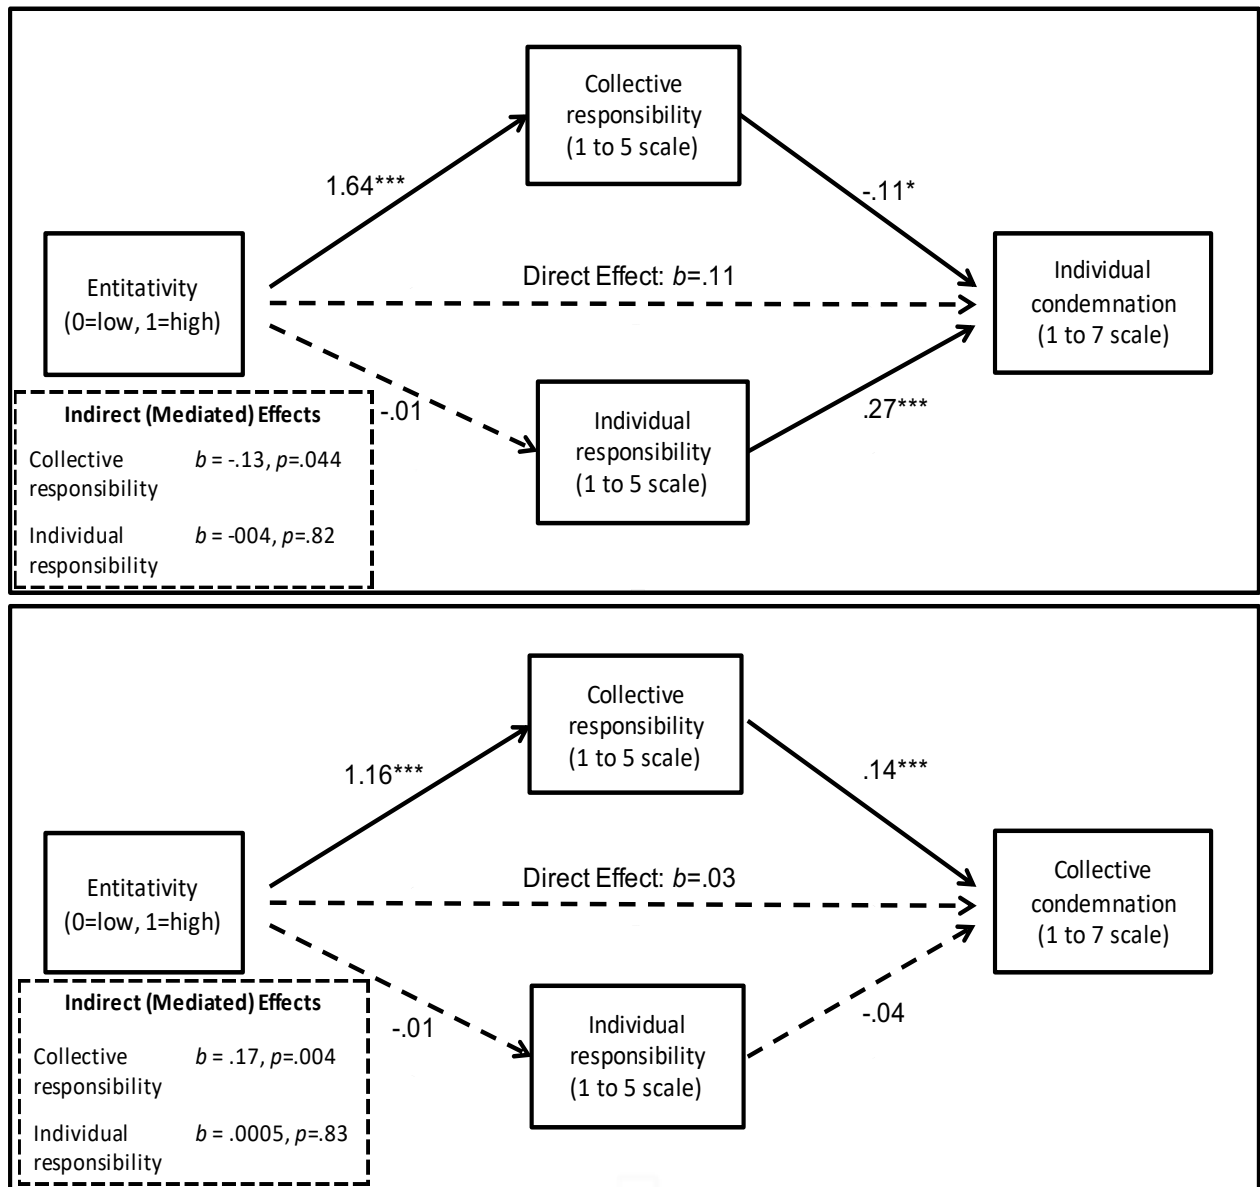 Collective
responsibility
(1 to 5 scale)
1.64***
-.11*
Entitativity
(0=low, 1=high)
Direct Effect: b=.11
Individual
condemnation
(1 to 7 scale)
-.01
Individual
responsibility
(1 to 5 scale)
.27***
Indirect (Mediated) Effects
Collective b = -.13, p=.044
responsibility
Individual b = -004, p=.82
responsibility
Collective
responsibility
(1 to 5 scale)
1.16***
.14***
Entitativity
(0=low, 1=high)
Direct Effect: b=.03
Collective
condemnation
(1 to 7 scale)
-.01
Individual
responsibility
(1 to 5 scale)
-.04
Indirect (Mediated) Effects
Collective b = .17, p=.004
responsibility
Individual b = .0005, p=.83
responsibility